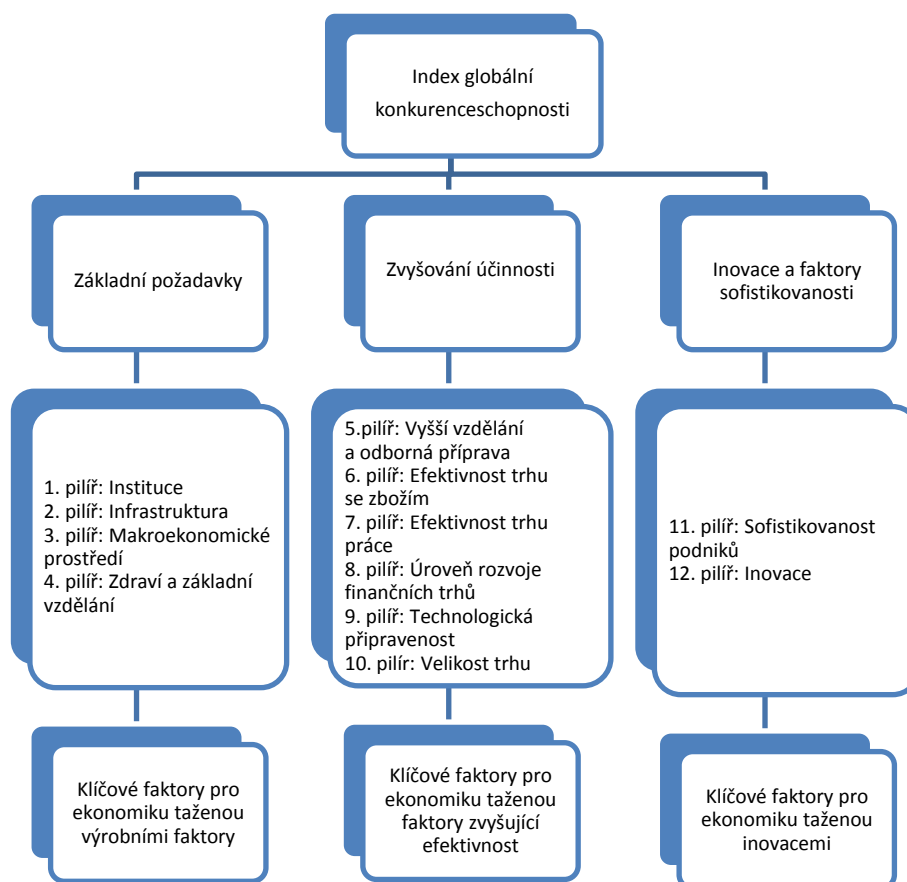 Index globální
konkurenceschopnosti
Základní požadavky
Zvyšování účinnosti
Inovace a faktory
sofistikovanosti
1. pilíř: Instituce
2. pilíř: Infrastruktura
3. pilíř: Makroekonomické
prostředí
4. pilíř: Zdraví a základní
vzdělání
5.pilíř: Vyšší vzdělání
a odborná příprava
6. pilíř: Efektivnost trhu
se zbožím
7. pilíř: Efektivnost trhu
práce
8. pilíř: Úroveň rozvoje
finančních trhů
9. pilíř: Technologická
připravenost
10. pilír: Velikost trhu
11. pilíř: Sofistikovanost
podniků
12. pilíř: Inovace
Klíčové faktory pro
ekonomiku taženou
výrobními faktory
Klíčové faktory pro
ekonomiku taženou
faktory zvyšující
efektivnost
Klíčové faktory pro
ekonomiku taženou
inovacemi